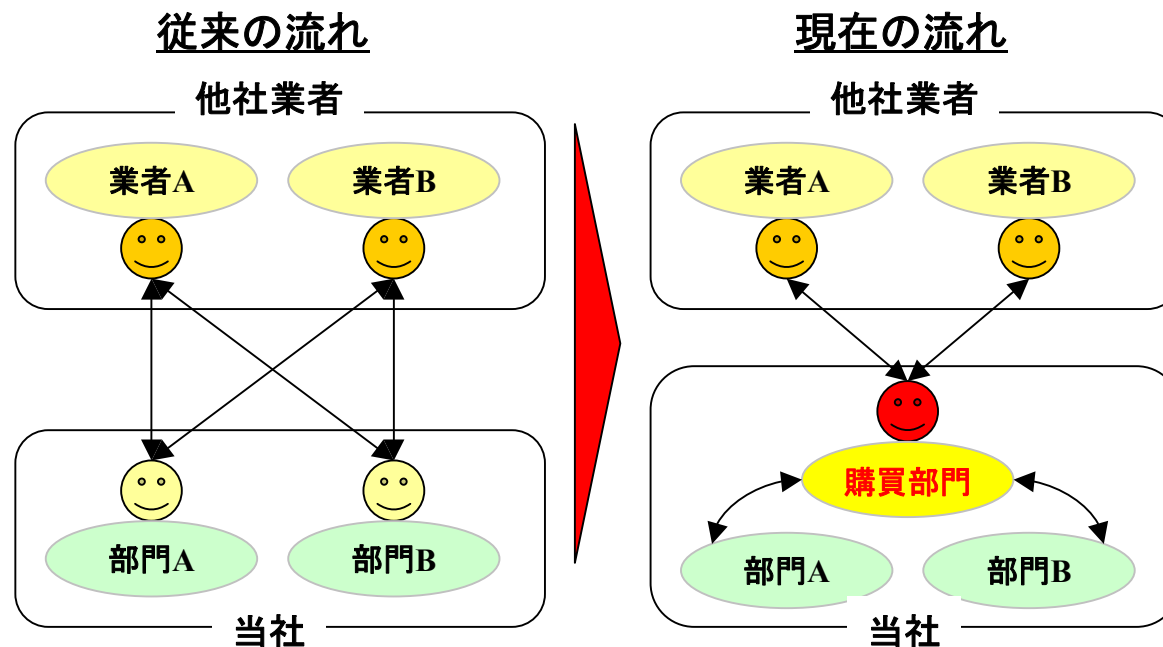 従来の流れ
他社業者
業者A
業者B
部門A
部門B
当社
現在の流れ
他社業者
業者A
業者B
購買部門
部門A
部門B
当社